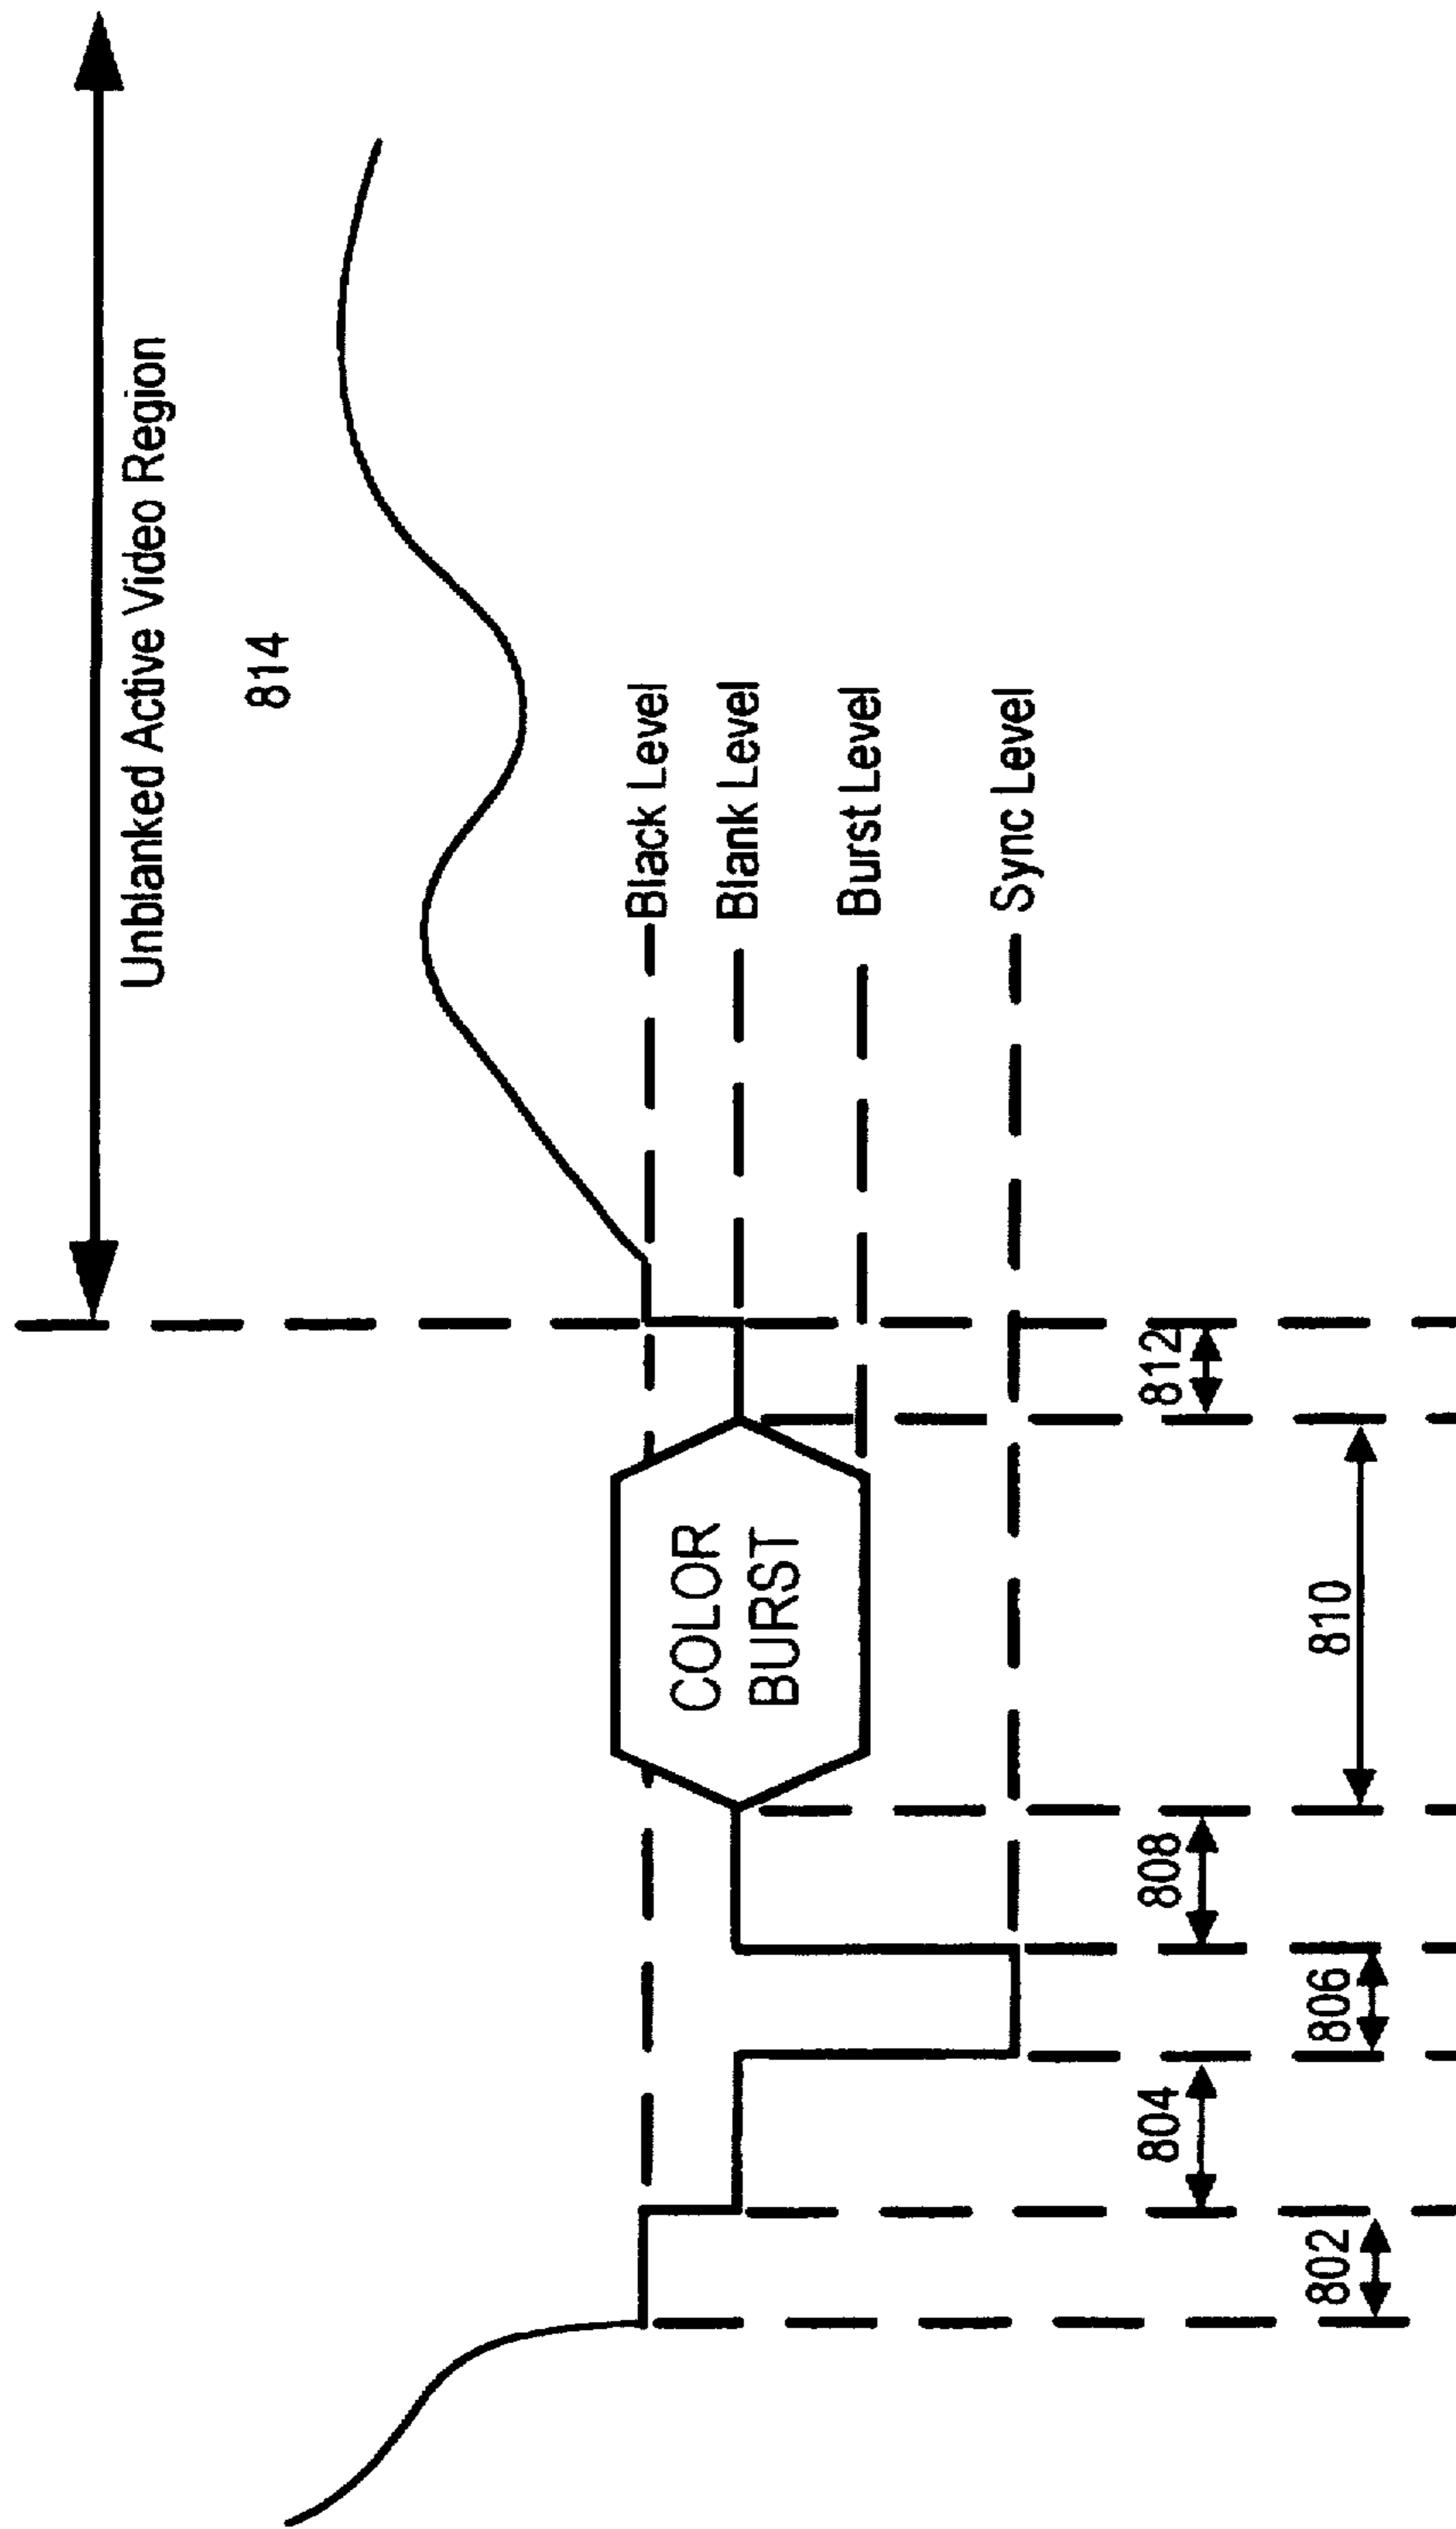 Unblanked Active Video Region
814
Black Level
Blank Level
Burst Level
Sync Level
COLOR
BURST
802
804
806
808
810
812